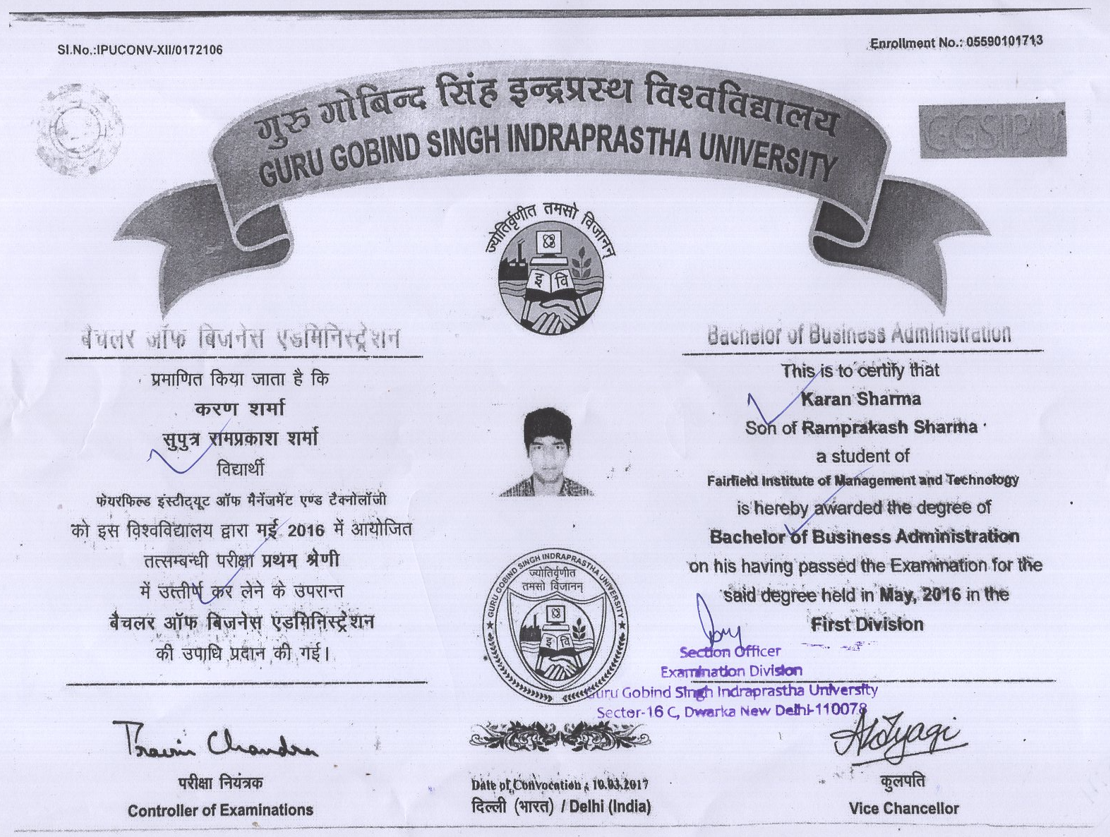 Sl.No.:IPUCONV-XII/0172106
Enrollment No.: 05590101713
गुरु गोबिन्द सिंह इन्द्रप्रस्थ विश्वविद्यालय
GURU GOBIND SINGH INDRAPRASTHA UNIVERSITY
GGSIPU
ज्योतिर्वृणीत तमसो विजानन्
इ वि
बैचलर ऑफ बिजनेस एडमिनिस्ट्रेशन
प्रमाणित किया जाता है कि
करण शर्मा
सुपुत्र रामप्रकाश शर्मा
विद्यार्थी
फेयरफिल्ड इंस्टीट्यूट ऑफ मैनेंजमेंट एण्ड टैक्नोलॉजी
को इस विश्वविद्यालय द्वारा मई 2016 में आयोजित
तत्सम्बन्धी परीक्षा प्रथम श्रेणी
में उत्तीर्ण कर लेने के उपरान्त
बैचलर ऑफ बिजनेस एडमिनिस्ट्रेशन
की उपाधि प्रदान की गई।
Bachelor of Business Administration
This is to certify that
Karan Sharma
Son of Ramprakash Sharma
a student of
Fairfield Institute of Management and Technology
is hereby awarded the degree of
Bachelor of Business Administration
on his having passed the Examination for the
said degree held in May, 2016 in the
First Division
GURU GOBIND SINGH INDRAPRASTHA UNIVERSITY
ज्योतिर्वृणीत
तमसो विजानन्
इ वि
Section Officer
Examination Division
Guru Gobind Singh Indraprastha University
Sector-16 C, Dwarka New Delhi-110078
Pravin Chandra
परीक्षा नियंत्रक
Controller of Examinations
Date of Convocation : 10.03.2017
दिल्ली (भारत) / Delhi (India)
कुलपति
Vice Chancellor